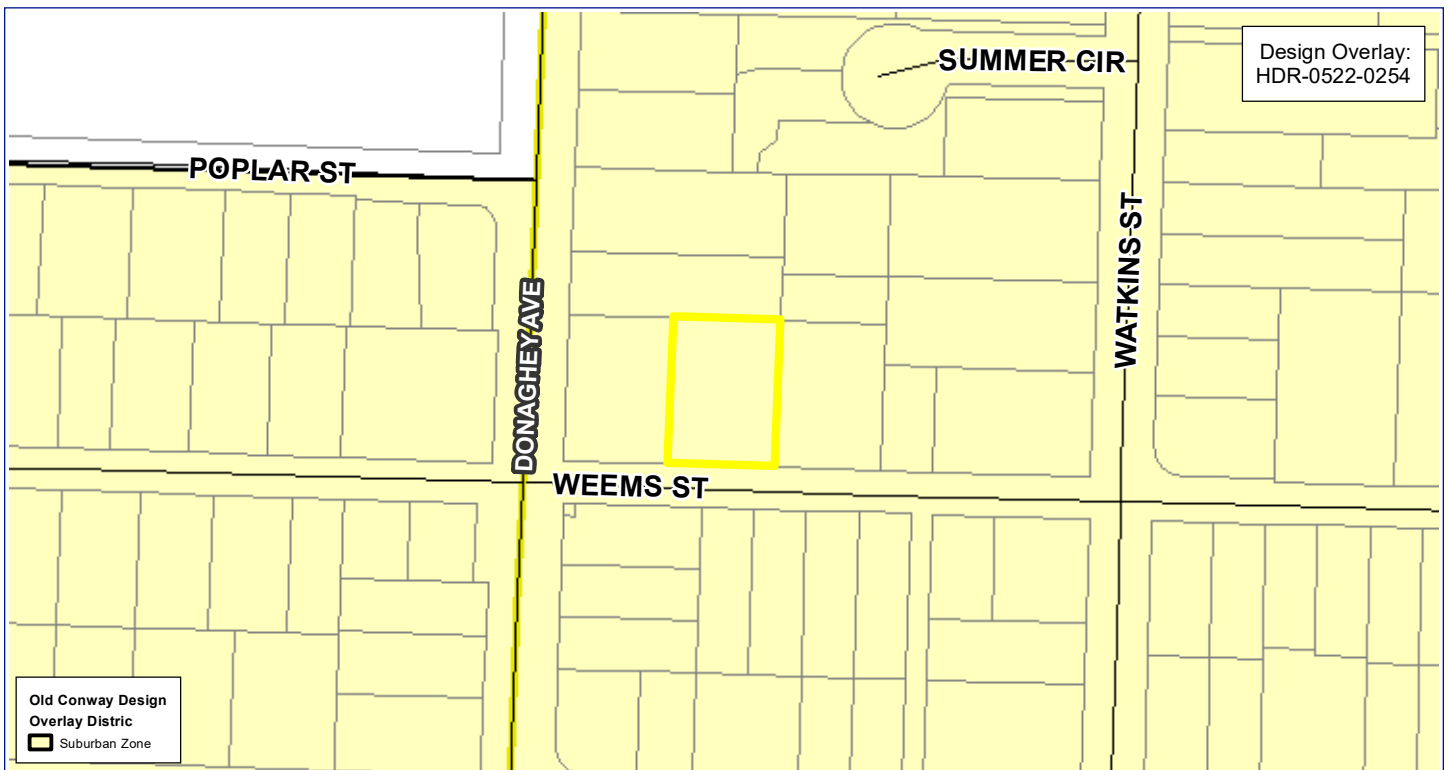 SUMMER CIR
Design Overlay:
HDR-0522-0254
POPLAR ST
WATKINS ST
DONAGHEY AVE
WEEMS ST
Old Conway Design
Overlay Distric
Suburban Zone